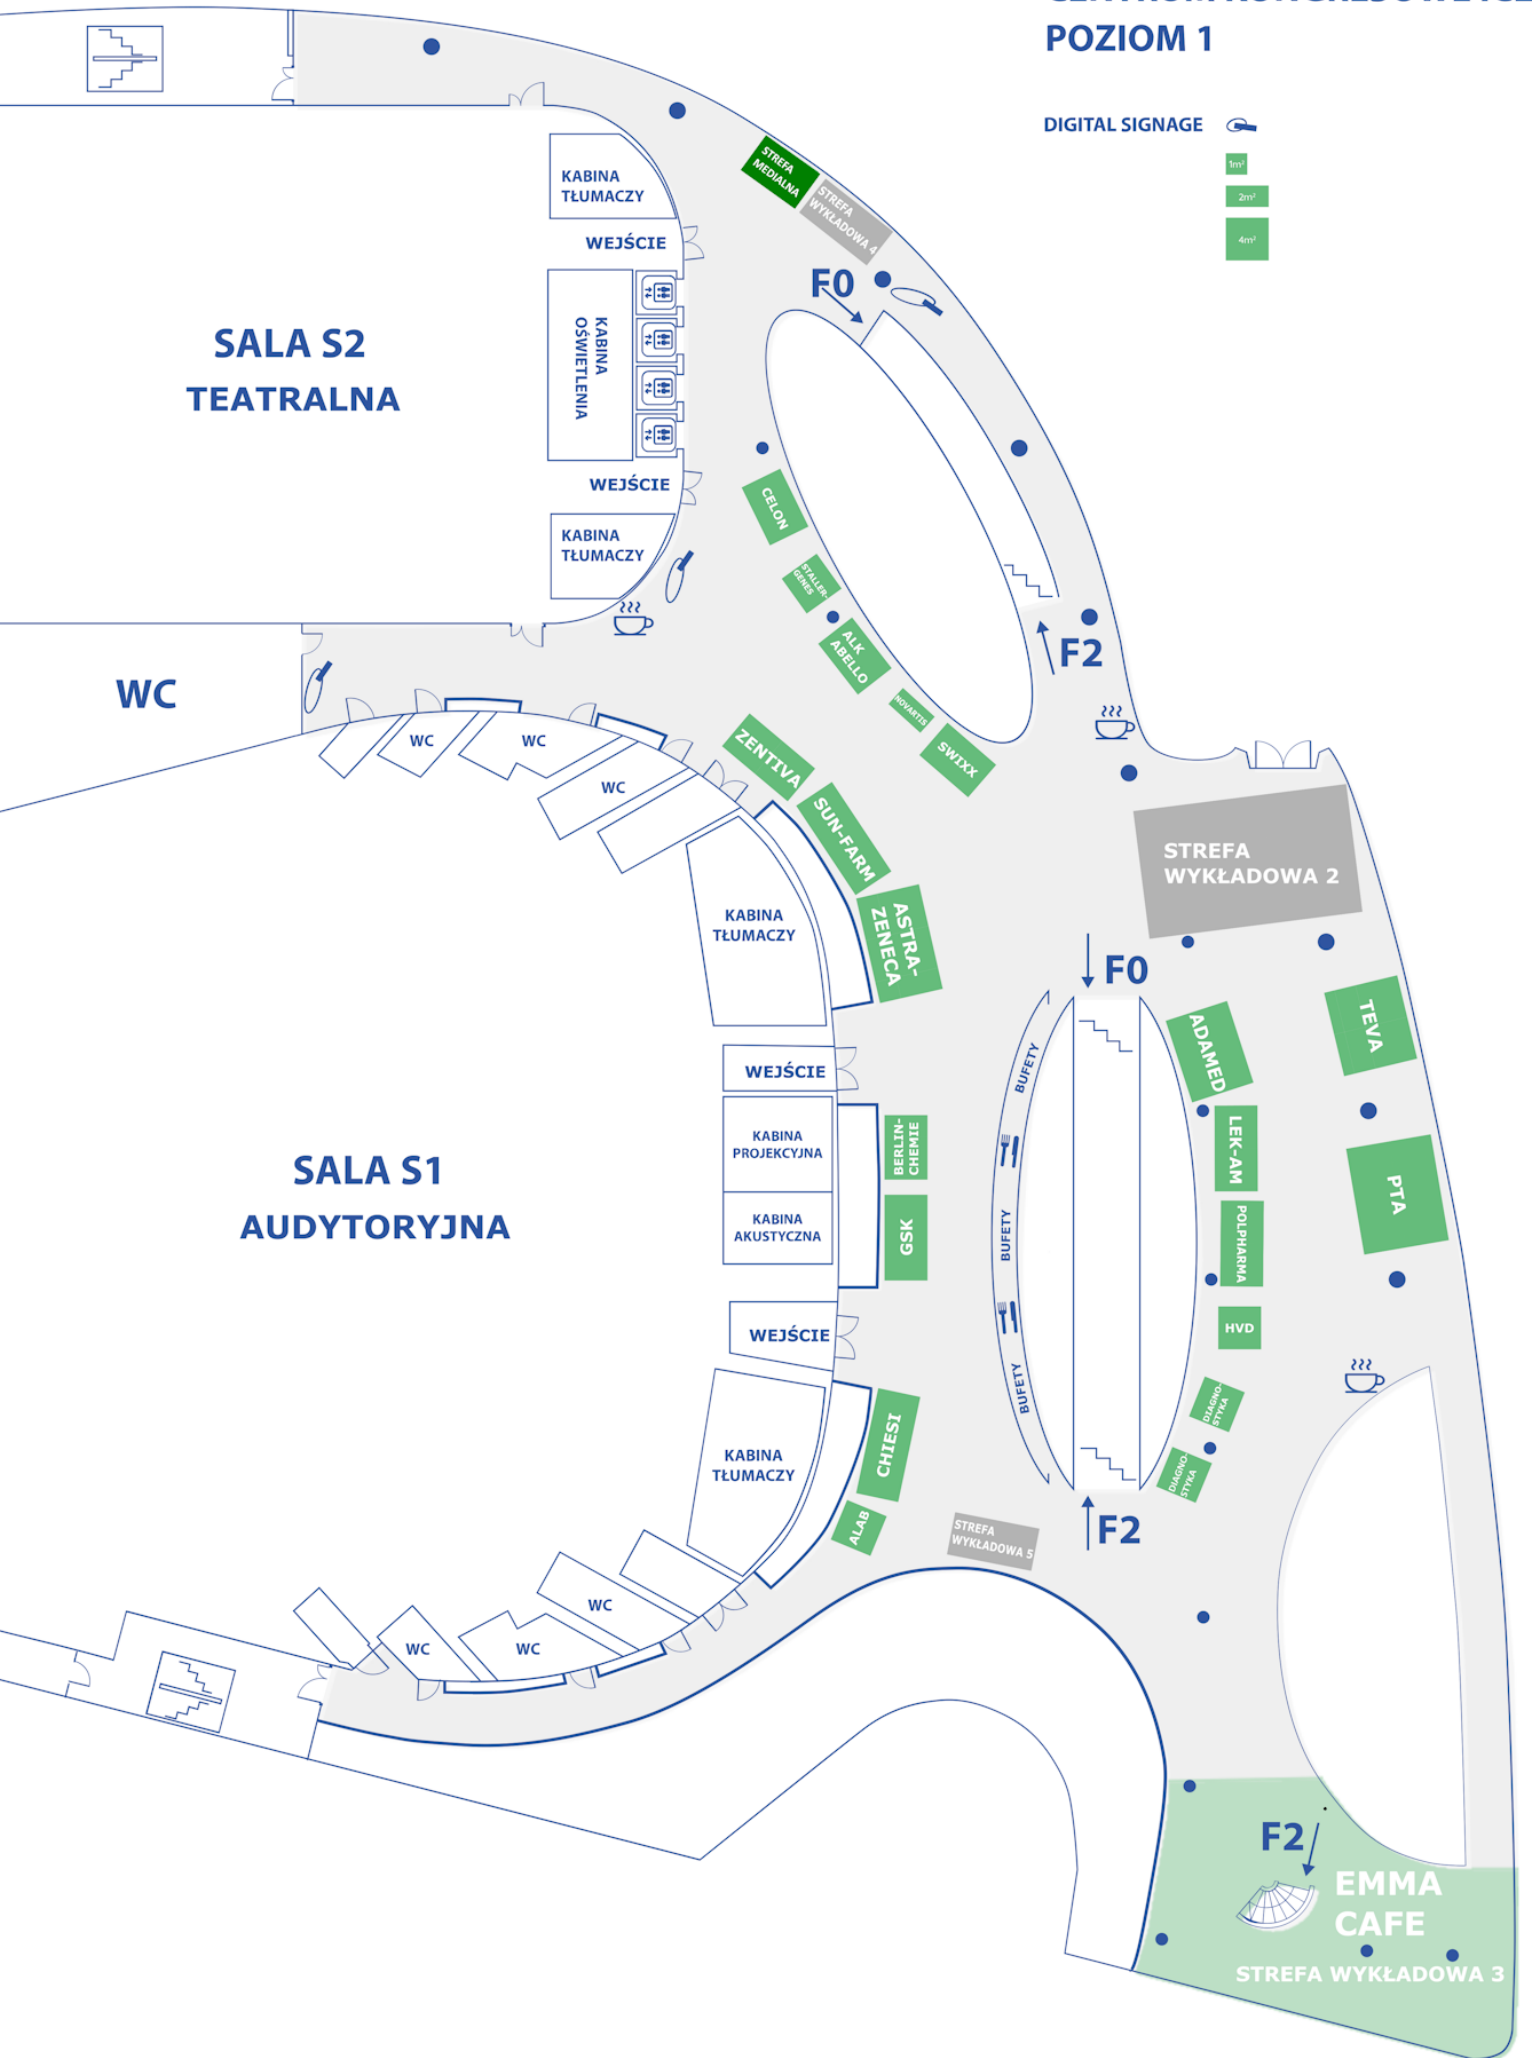 POZIOM 1
DIGITAL SIGNAGE
1m²
2m²
4m²
STREFA
MEDIALNA
STREFA
WYKŁADOWA 4
KABINA
TŁUMACZY
WEJŚCIE
F0
KABINA
OŚWIETLENIA
SALA S2
TEATRALNA
WEJŚCIE
KABINA
TŁUMACZY
CELON
STALLER-
GENES
ALK
ABELLO
NOVARTIS
SWIXX
F2
WC
WC
WC
WC
ZENTIVA
SUN-FARM
ASTRA-
ZENECA
STREFA
WYKŁADOWA 2
KABINA
TŁUMACZY
F0
WEJŚCIE
BUFETY
ADAMED
TEVA
KABINA
PROJEKCYJNA
BERLIN-
CHEMIE
LEK-AM
PTA
SALA S1
AUDYTORYJNA
KABINA
AKUSTYCZNA
GSK
BUFETY
POLPHARMA
WEJŚCIE
HVD
BUFETY
DIAGNO-
STYKA
CHIESI
KABINA
TŁUMACZY
DIAGNO-
STYKA
ALAB
STREFA
WYKŁADOWA 5
F2
WC
WC
WC
F2
EMMA
CAFE
STREFA WYKŁADOWA 3